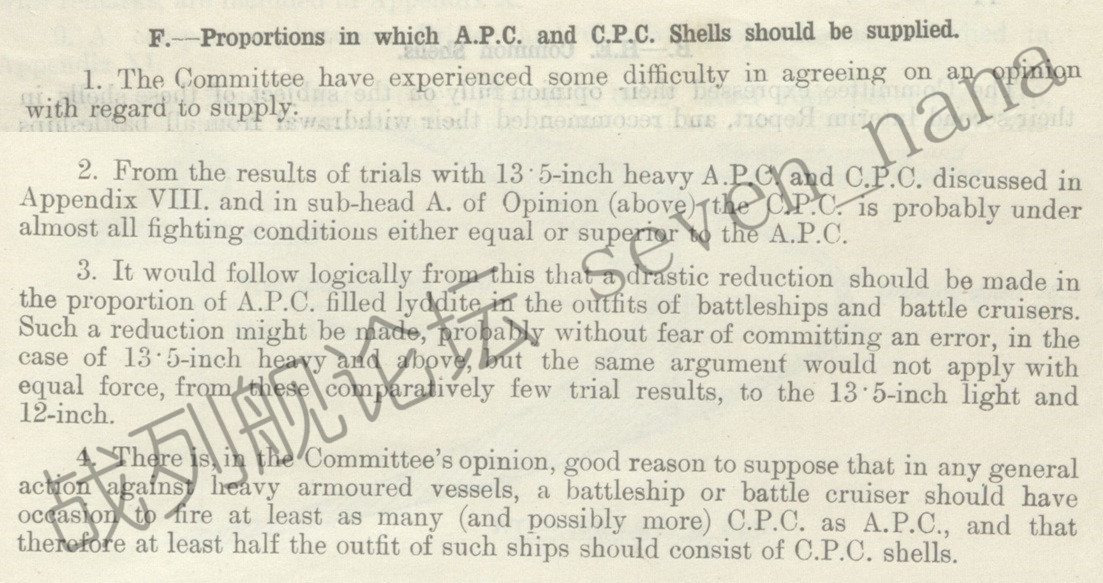 F.—Proportions in which A.P.C. and C.P.C. Shells should be supplied.
1. The Committee have experienced some difficulty in agreeing on an opinion
with regard to supply.
2. From the results of trials with 13·5-inch heavy A.P.C. and C.P.C. discussed in
Appendix VIII. and in sub-head A. of Opinion (above) the C.P.C. is probably under
almost all fighting conditions either equal or superior to the A.P.C.
3. It would follow logically from this that a drastic reduction should be made in
the proportion of A.P.C. filled lyddite in the outfits of battleships and battle cruisers.
Such a reduction might be made, probably without fear of committing an error, in the
case of 13·5-inch heavy and above, but the same argument would not apply with
equal force, from these comparatively few trial results, to the 13·5-inch light and
12-inch.
4. There is, in the Committee's opinion, good reason to suppose that in any general
action against heavy armoured vessels, a battleship or battle cruiser should have
occasion to fire at least as many (and possibly more) C.P.C. as A.P.C., and that
therefore at least half the outfit of such ships should consist of C.P.C. shells.
战列舰论坛 seven_nana